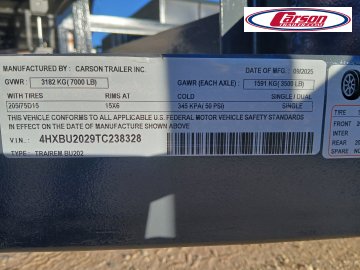 Carson
TRAILER
MANUFACTURED BY : CARSON TRAILER INC. DATE OF MFG. : 09/2025
GVWR : 3182 KG( 7000 LB) GAWR (EACH AXLE) : 1591 KG( 3500 LB)
WITH TIRES RIMS AT COLD SINGLE / DUAL
205/75D15 15X6 345 KPA( 50 PSI) SINGLE
THIS VEHICLE CONFORMS TO ALL APPLICABLE U.S. FEDERAL MOTOR VEHICLE SAFETY STANDARDS
IN EFFECT ON THE DATE OF MANUFACTURE SHOWN ABOVE
V.I.N. : 4HXBU2029TC238328
TYPE : TRAIREM BU202
TIRE
FRONT
REAR
SPARE